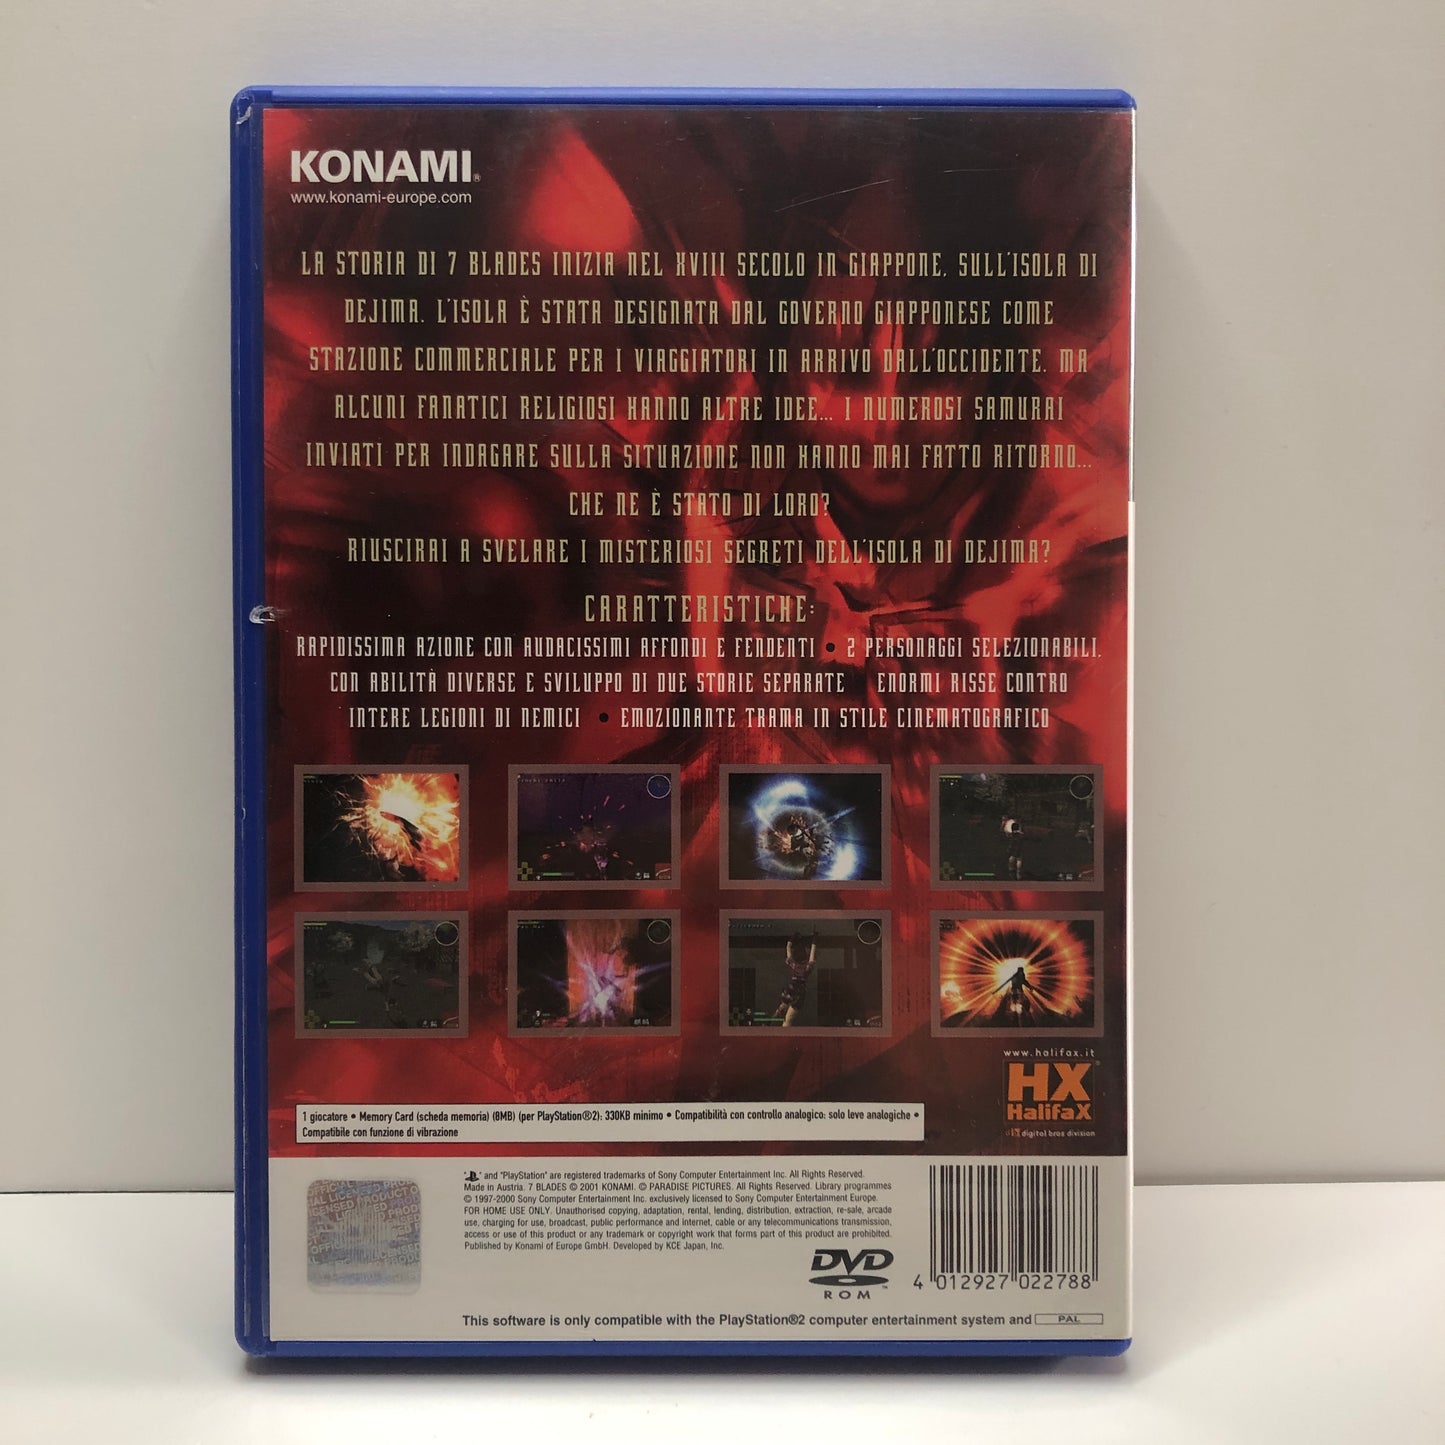 KONAMI®
www.konami-europe.com
LA STORIA DI 7 BLADES INIZIA NEL XVIII SECOLO IN GIAPPONE, SULL'ISOLA DI
DEJIMA. L'ISOLA È STATA DESIGNATA DAL GOVERNO GIAPPONESE COME
STAZIONE COMMERCIALE PER I VIAGGIATORI IN ARRIVO DALL'OCCIDENTE. MA
ALCUNI FANATICI RELIGIOSI HANNO ALTRE IDEE... I NUMEROSI SAMURAI
INVIATI PER INDAGARE SULLA SITUAZIONE NON HANNO MAI FATTO RITORNO...
CHE NE È STATO DI LORO?
RIUSCIRAI A SVELARE I MISTERIOSI SEGRETI DELL'ISOLA DI DEJIMA?
CARATTERISTICHE:
RAPIDISSIMA AZIONE CON AUDACISSIMI AFFONDI E FENDENTI • 2 PERSONAGGI SELEZIONABILI,
CON ABILITÀ DIVERSE E SVILUPPO DI DUE STORIE SEPARATE ENORMI RISSE CONTRO
INTERE LEGIONI DI NEMICI • EMOZIONANTE TRAMA IN STILE CINEMATOGRAFICO
www.halifax.it
HX
HalifaX
digital bros division
1 giocatore • Memory Card (scheda memoria) (8MB) (per PlayStation®2): 330KB minimo • Compatibilità con controllo analogico: solo leve analogiche •
Compatibile con funzione di vibrazione
" " and "PlayStation" are registered trademarks of Sony Computer Entertainment Inc. All Rights Reserved.
Made in Austria. 7 BLADES © 2001 KONAMI. © PARADISE PICTURES. All Rights Reserved. Library programmes
© 1997-2000 Sony Computer Entertainment Inc. exclusively licensed to Sony Computer Entertainment Europe.
FOR HOME USE ONLY. Unauthorised copying, adaptation, rental, lending, distribution, extraction, re-sale, arcade
use, charging for use, broadcast, public performance and internet, cable or any telecommunications transmission,
access or use of this product or any trademark or copyright work that forms part of this product are prohibited.
Published by Konami of Europe GmbH. Developed by KCE Japan, Inc.
DVD
ROM
4 012927 022788
This software is only compatible with the PlayStation®2 computer entertainment system and PAL